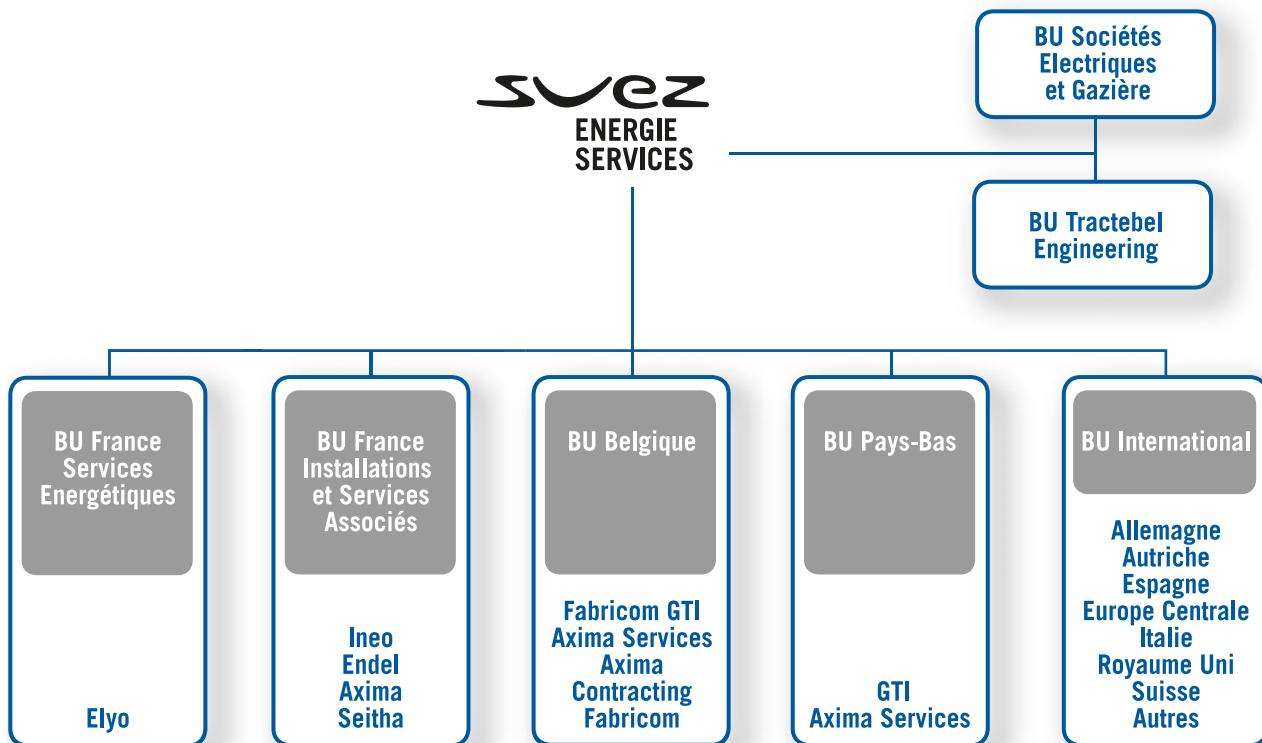 BU Sociétés
Electriques
et Gazière
suez
ENERGIE
SERVICES
BU Tractebel
Engineering
BU France
Services
Energétiques
Elyo
BU France
Installations
et Services
Associés
Ineo
Endel
Axima
Seitha
BU Belgique
Fabricom GTI
Axima Services
Axima
Contracting
Fabricom
BU Pays-Bas
GTI
Axima Services
BU International
Allemagne
Autriche
Espagne
Europe Centrale
Italie
Royaume Uni
Suisse
Autres